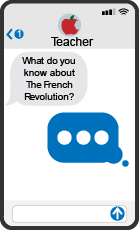 1
Teacher
What do you
know about
The French
Revolution?